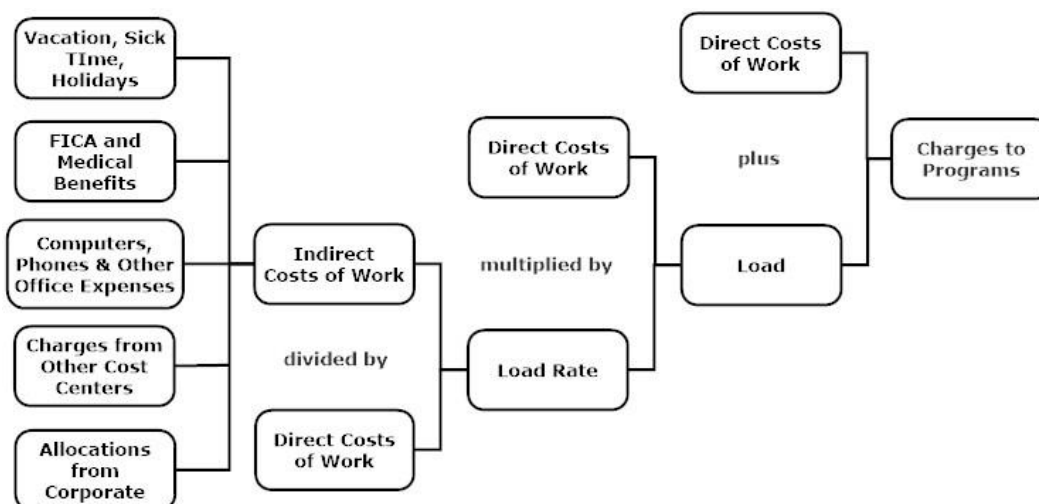 Vacation, Sick
TIme,
Holidays
FICA and
Medical
Benefits
Computers,
Phones & Other
Office Expenses
Charges from
Other Cost
Centers
Allocations
from
Corporate
Indirect
Costs of Work
divided by
Direct Costs
of Work
Direct Costs
of Work
multiplied by
Load Rate
Direct Costs
of Work
plus
Load
Charges to
Programs